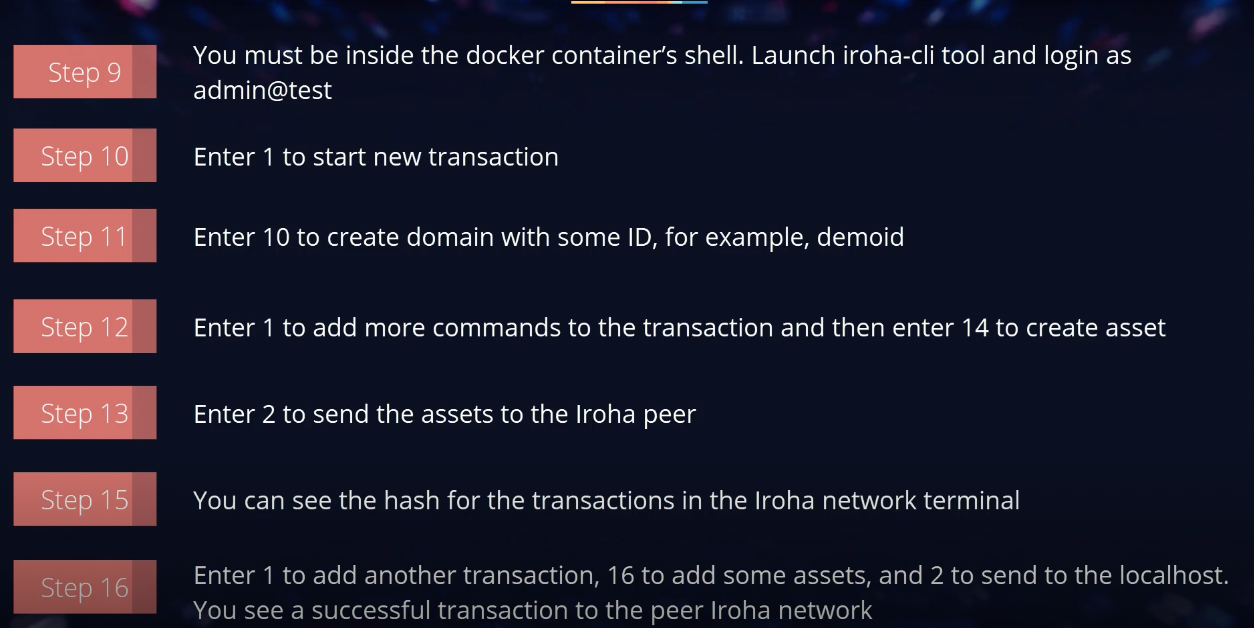 Step 9
You must be inside the docker container’s shell. Launch iroha-cli tool and login as
admin@test
Step 10
Enter 1 to start new transaction
Step 11
Enter 10 to create domain with some ID, for example, demoid
Step 12
Enter 1 to add more commands to the transaction and then enter 14 to create asset
Step 13
Enter 2 to send the assets to the Iroha peer
Step 15
You can see the hash for the transactions in the Iroha network terminal
Step 16
Enter 1 to add another transaction, 16 to add some assets, and 2 to send to the localhost.
You see a successful transaction to the peer Iroha network